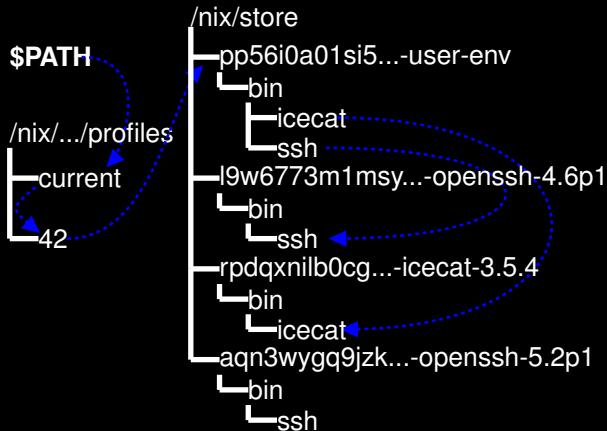 $PATH
/nix/.../profiles
current
42
/nix/store
pp56i0a01si5...-user-env
bin
icecat
ssh
l9w6773m1msy...-openssh-4.6p1
bin
ssh
rpdqxnilb0cg...-icecat-3.5.4
bin
icecat
aqn3wygq9jzk...-openssh-5.2p1
bin
ssh